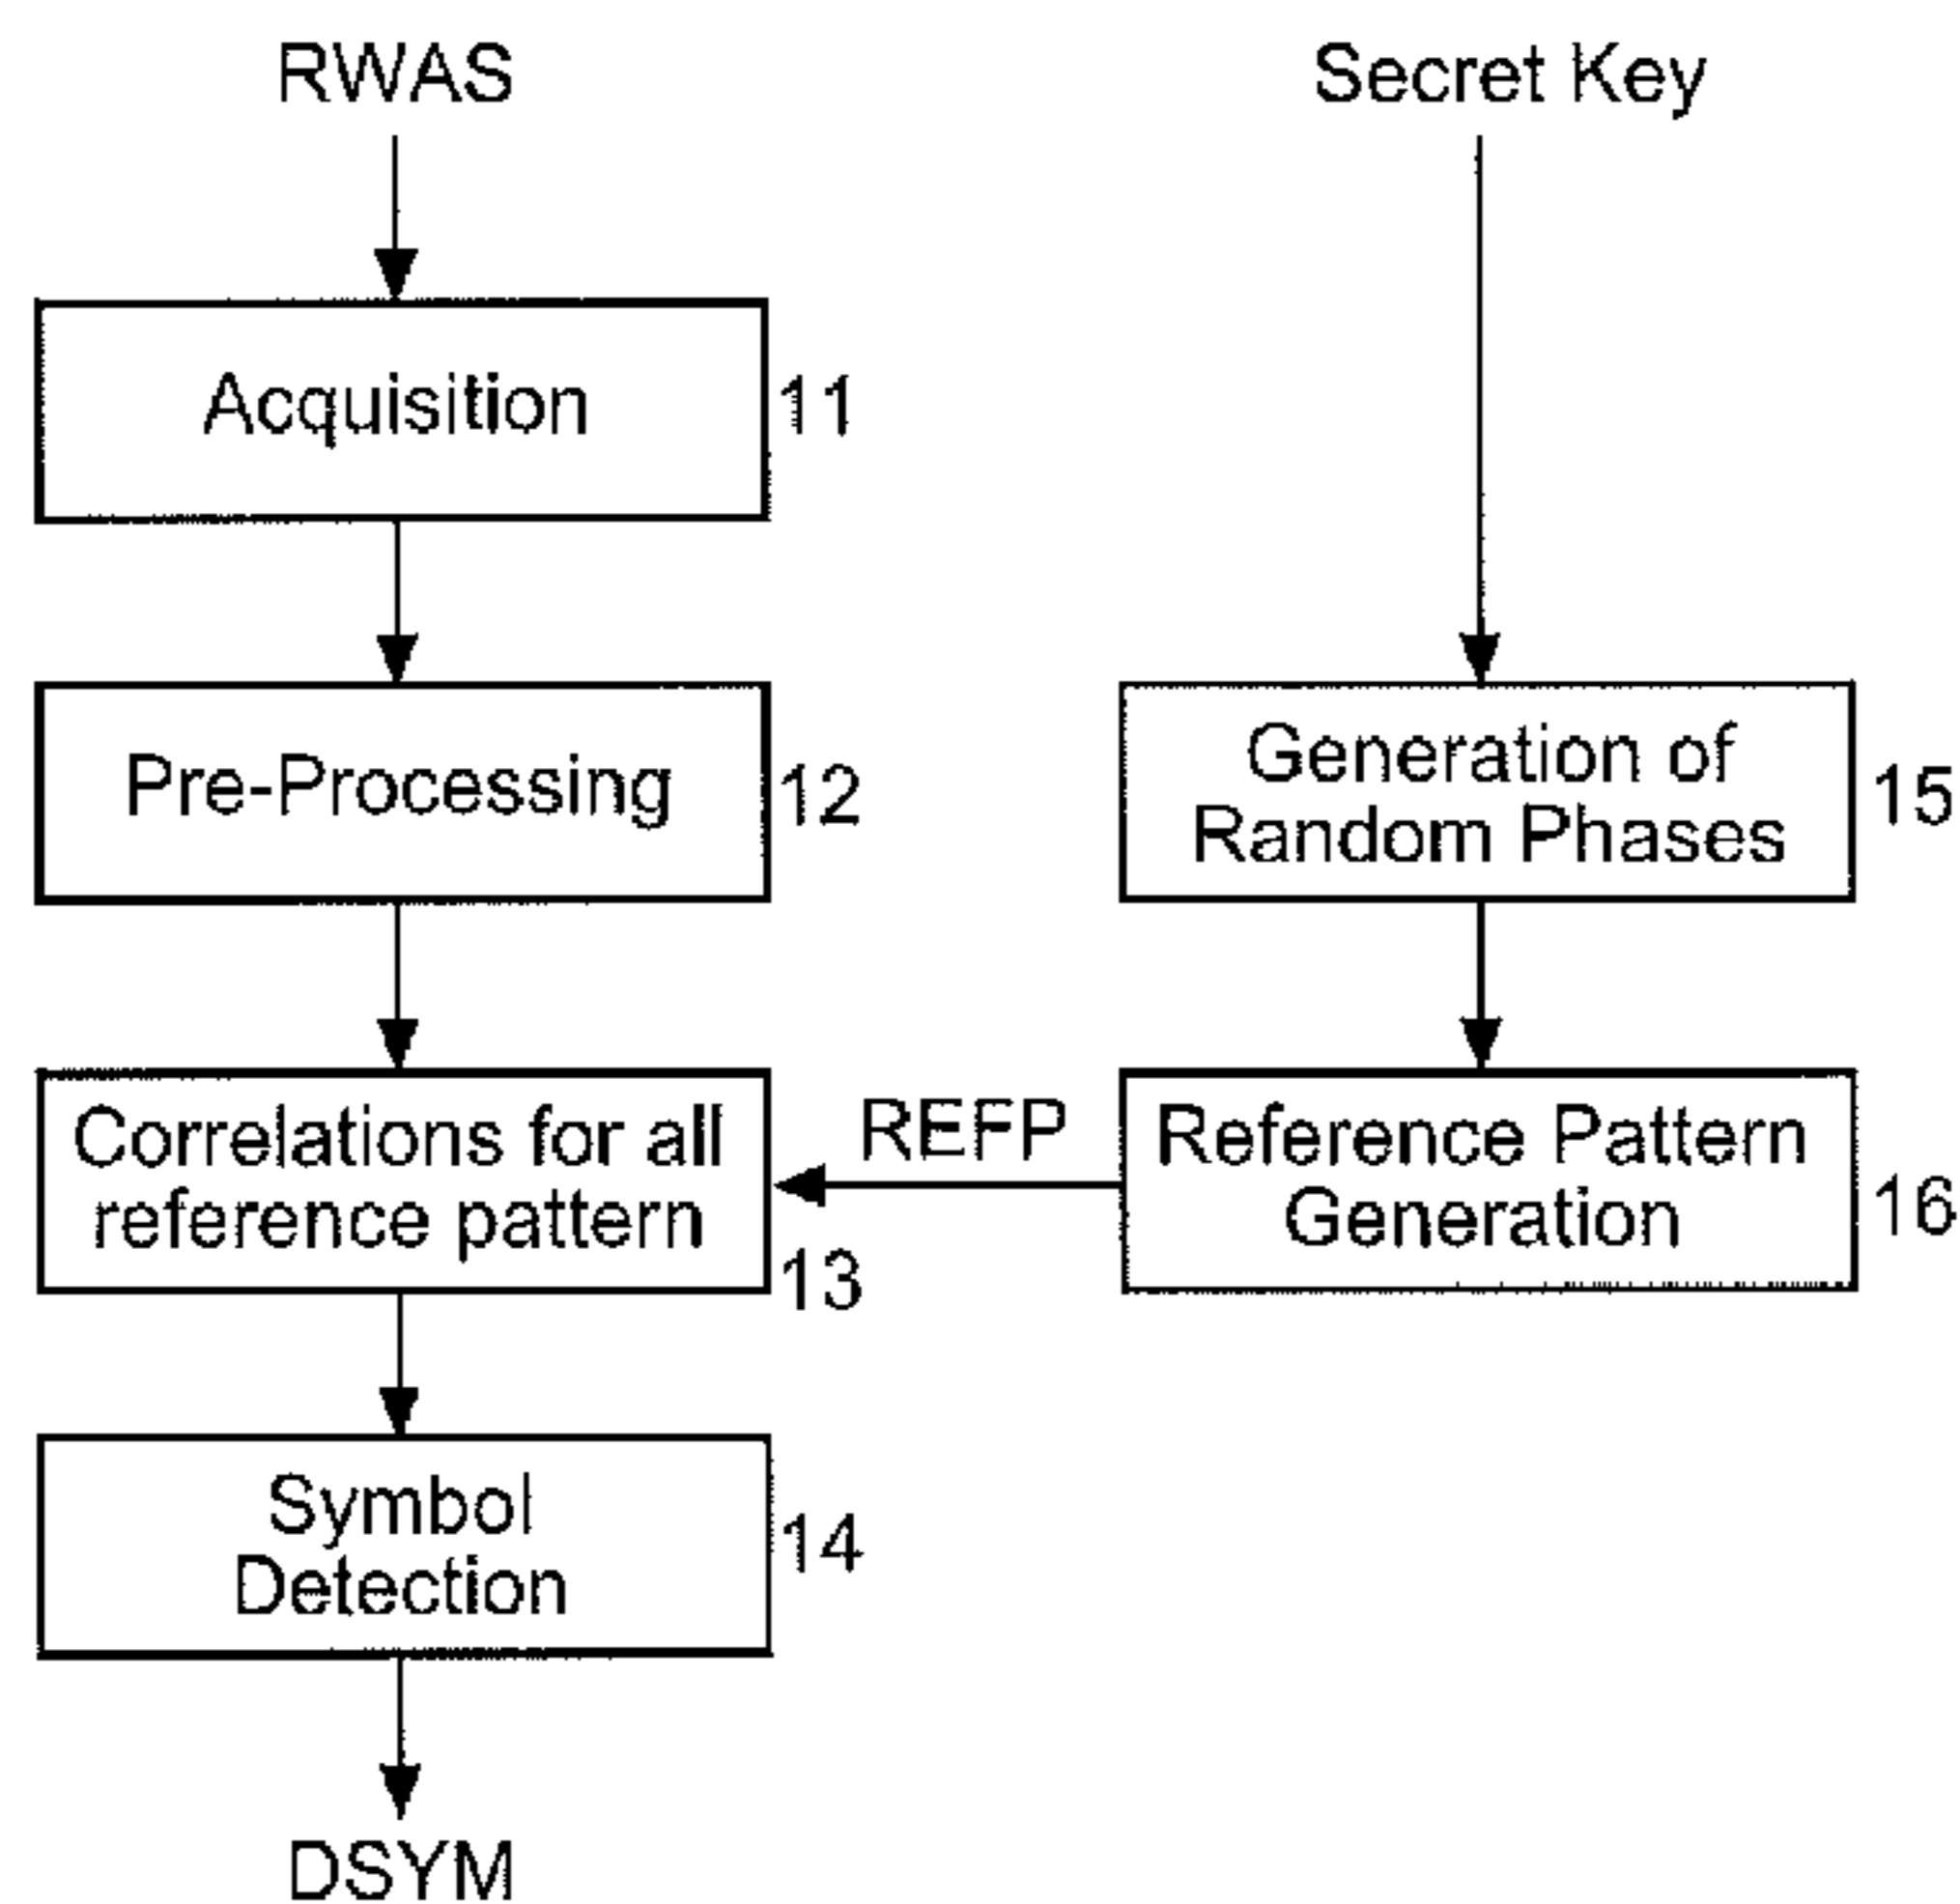 RWAS
Secret Key
Acquisition
11
Pre-Processing
12
Generation of
Random Phases
15
Correlations for all
reference pattern
13
REFP
Reference Pattern
Generation
16
Symbol
Detection
14
DSYM